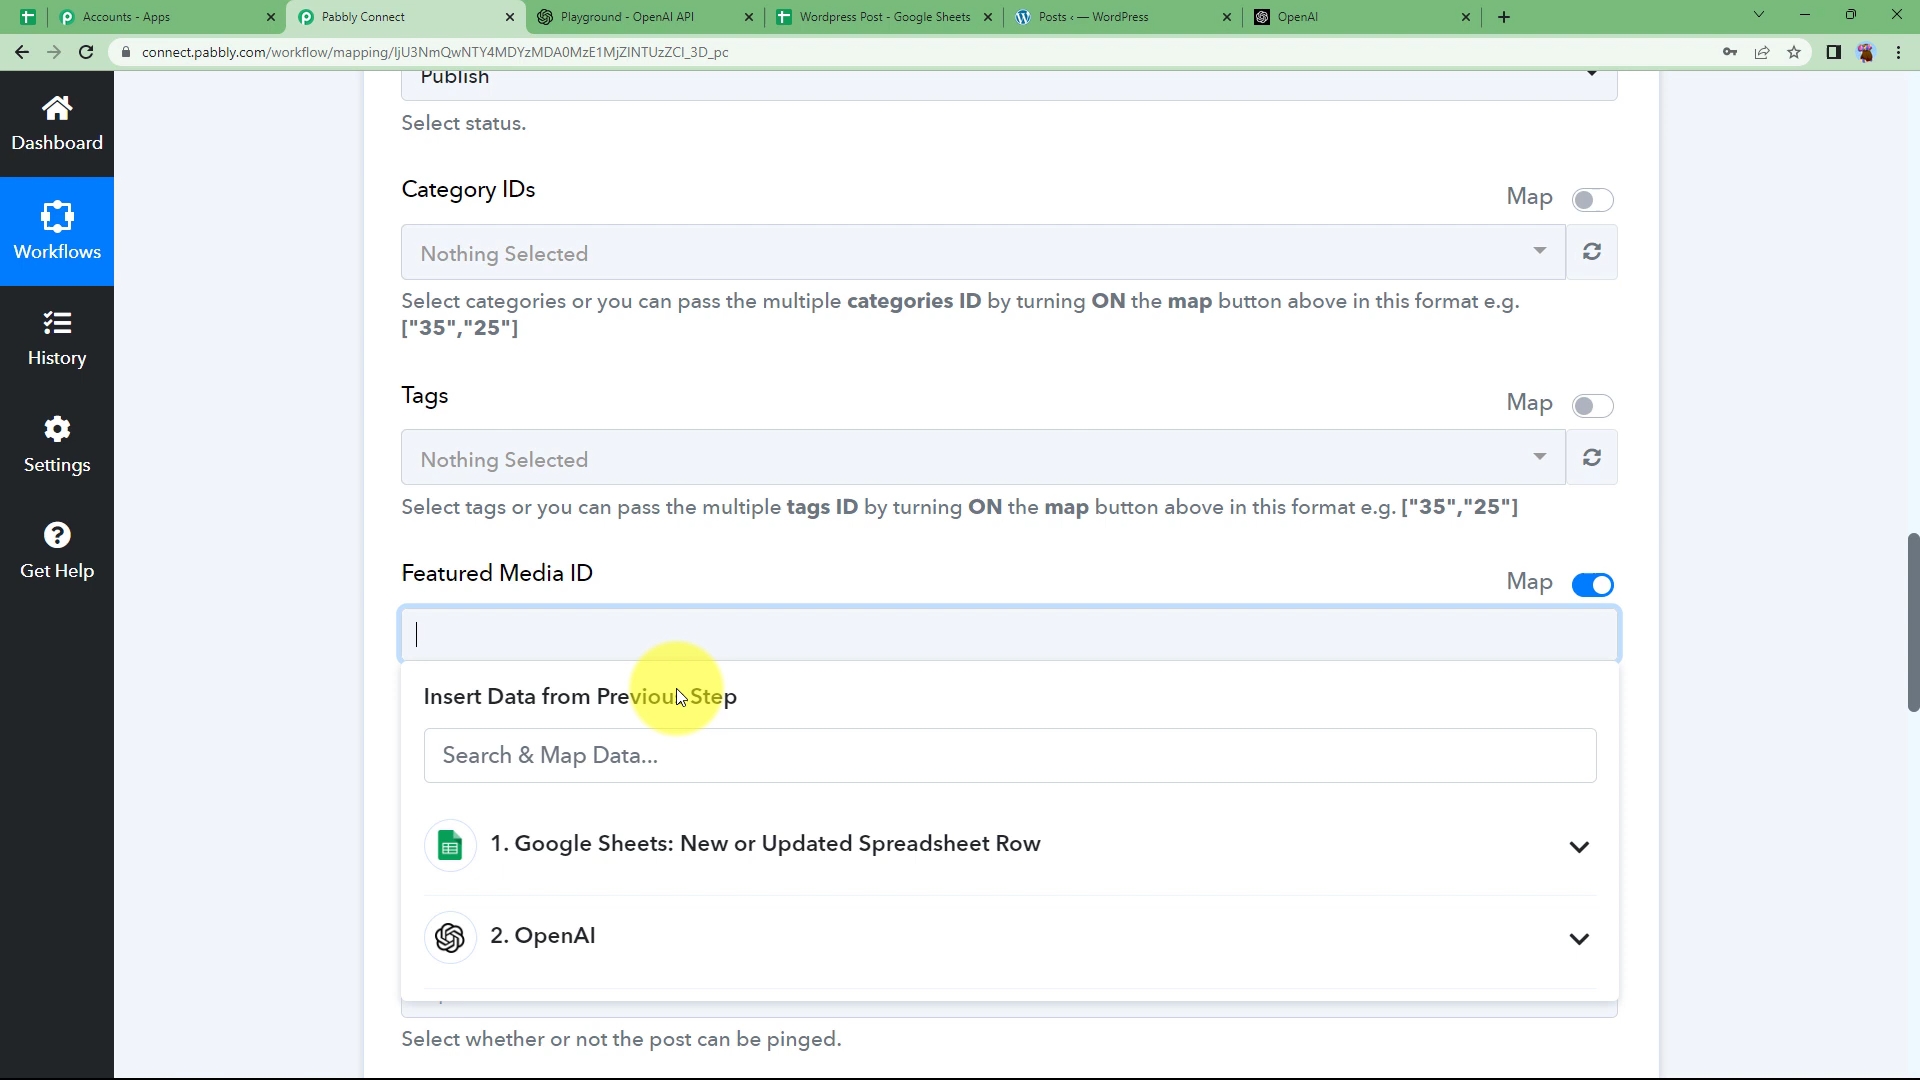 Accounts - Apps
Pabbly Connect
Playground - OpenAI API
Wordpress Post - Google Sheets
Posts ‹ — WordPress
OpenAI
connect.pabbly.com/workflow/mapping/IjU3NmQwNTY4MDYzMDA0MzE1MjZlNTUzZCI_3D_pc
Dashboard
Workflows
History
Settings
Get Help
Publish
Select status.
Category IDs
Map
Nothing Selected
Select categories or you can pass the multiple categories ID by turning ON the map button above in this format e.g.
["35","25"]
Tags
Map
Nothing Selected
Select tags or you can pass the multiple tags ID by turning ON the map button above in this format e.g. ["35","25"]
Featured Media ID
Map
Insert Data from Previous Step
Search & Map Data...
1. Google Sheets: New or Updated Spreadsheet Row
2. OpenAI
Select whether or not the post can be pinged.